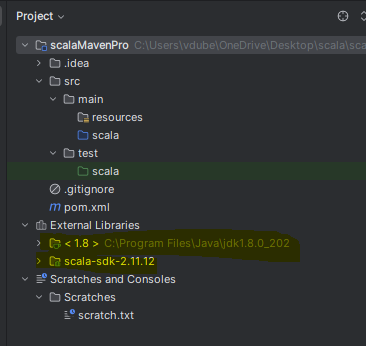 Project
scalaMavenPro C:\Users\vdube\OneDrive\Desktop\scala\sca
.idea
src
main
resources
scala
test
scala
.gitignore
pom.xml
External Libraries
< 1.8 > C:\Program Files\Java\jdk1.8.0_202
scala-sdk-2.11.12
Scratches and Consoles
Scratches
scratch.txt